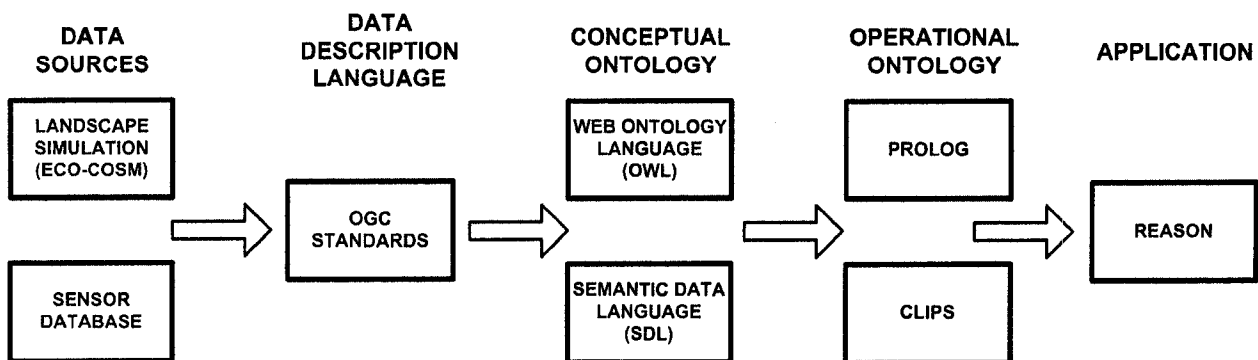 DATA
SOURCES
DATA
DESCRIPTION
LANGUAGE
CONCEPTUAL
ONTOLOGY
OPERATIONAL
ONTOLOGY
APPLICATION
LANDSCAPE
SIMULATION
(ECO-COSM)
SENSOR
DATABASE
OGC
STANDARDS
WEB ONTOLOGY
LANGUAGE
(OWL)
SEMANTIC DATA
LANGUAGE
(SDL)
PROLOG
CLIPS
REASON